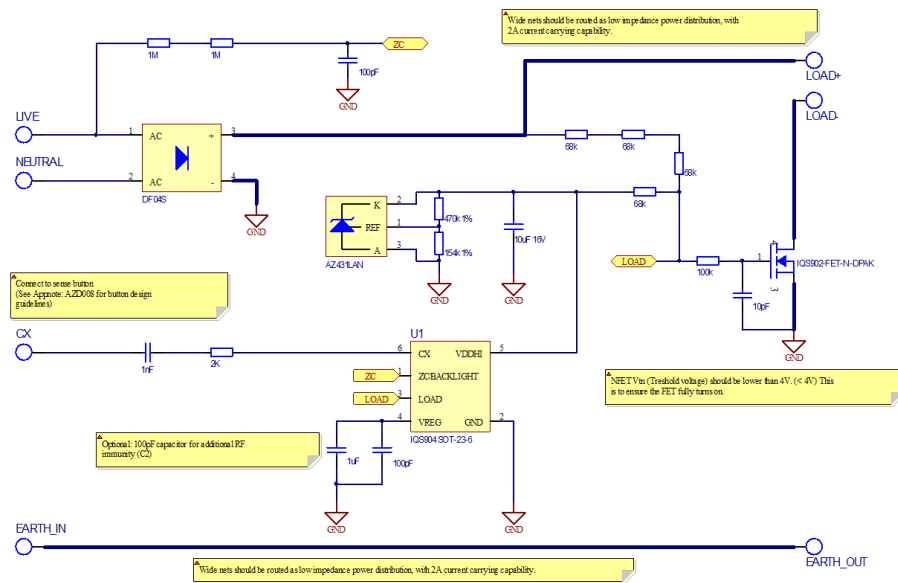 Wide nets should be routed as low impedance power distribution, with
2A current carrying capability.
1M
1M
ZC
100pF
GND
LOAD+
LOAD-
LIVE
1
AC
+
3
NEUTRAL
2
AC
-
4
DF04S
GND
68k
68k
68k
68k
K
2
REF
1
A
3
AZ431LAN
470k 1%
154k 1%
10uF 16V
GND
GND
LOAD
100k
1
4
3
IQS902-FET-N-DPAK
10pF
GND
Connect to sense button
(See Appnote: AZD008 for button design
guidelines)
CX
1nF
2K
U1
6
CX
VDDHI
5
ZC
1
ZC/BACKLIGHT
LOAD
3
LOAD
4
VREG
GND
2
IQS904 SOT-23-6
NFET Vtn (Treshold voltage) should be lower than 4V. (< 4V) This
is to ensure the FET fully turns on.
Optional: 100pF capacitor for additional RF
immunity (C2)
1uF
100pF
GND
GND
EARTH_IN
EARTH_OUT
Wide nets should be routed as low impedance power distribution, with 2A current carrying capability.